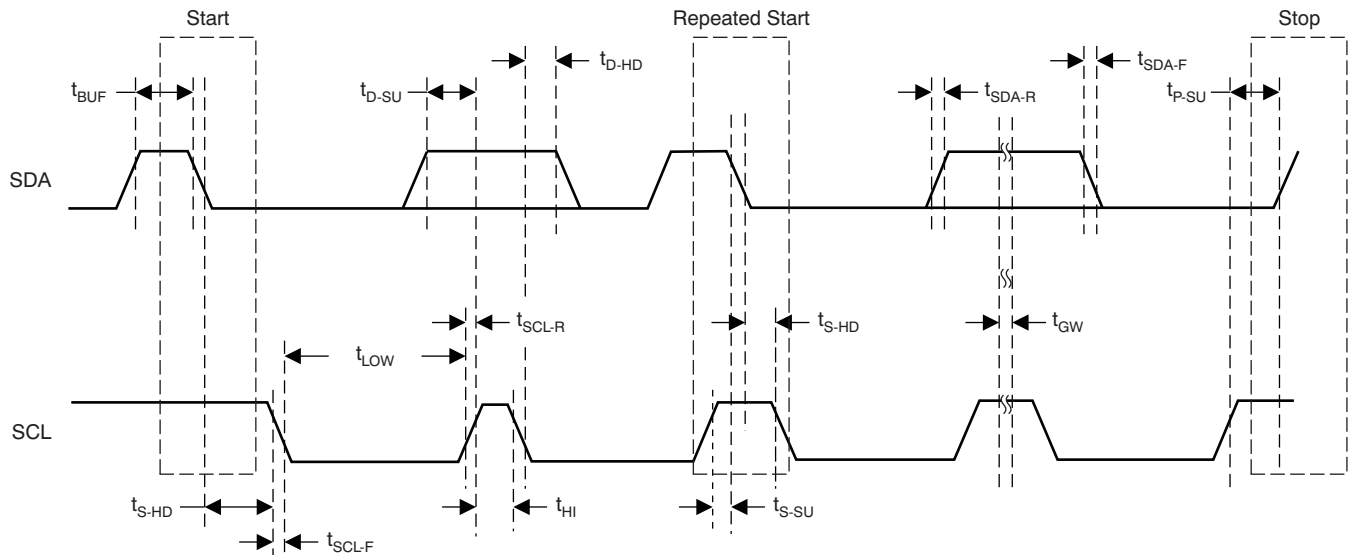 Start
Repeated Start
Stop
tD-HD
tSDA-F
tBUF
tD-SU
tSDA-R
tP-SU
SDA
tSCL-R
tS-HD
tGW
tLOW
SCL
tS-HD
tHI
tS-SU
tSCL-F